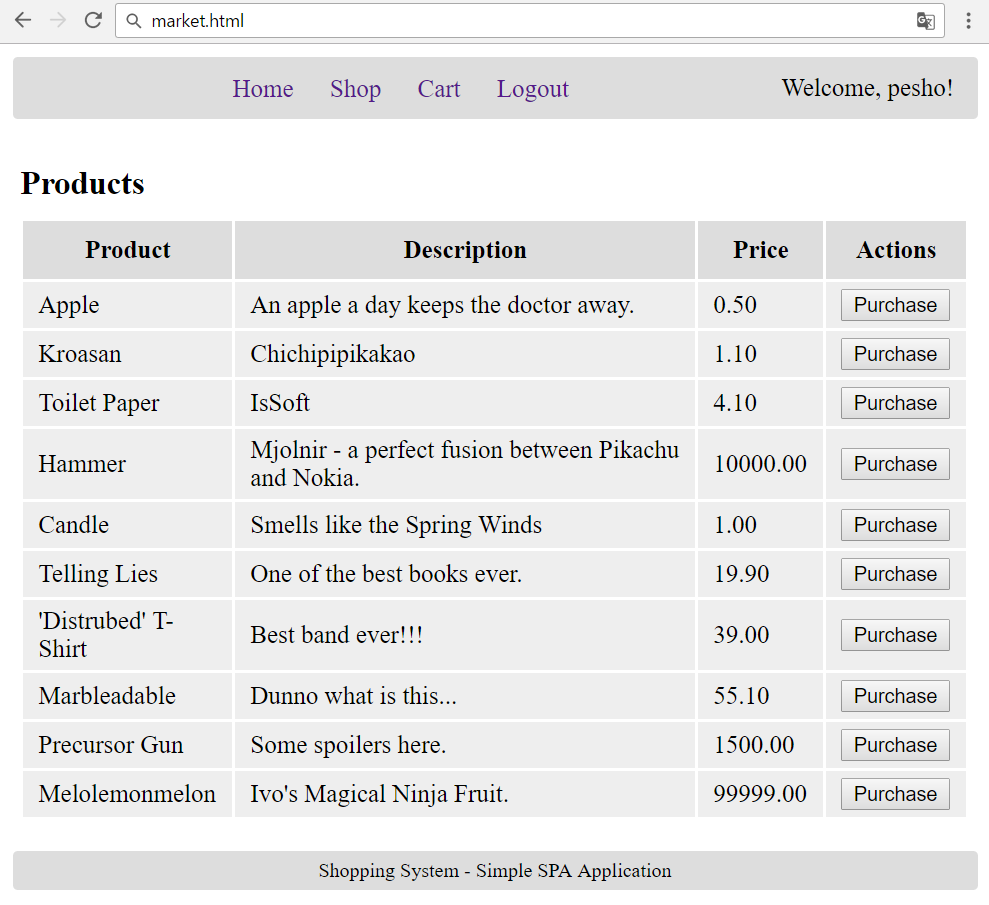 market.html
Home Shop Cart Logout Welcome, pesho!
Products
Product Description Price Actions
Apple An apple a day keeps the doctor away. 0.50 Purchase
Kroasan Chichipipikakao 1.10 Purchase
Toilet Paper IsSoft 4.10 Purchase
Hammer Mjolnir - a perfect fusion between Pikachu
and Nokia. 10000.00 Purchase
Candle Smells like the Spring Winds 1.00 Purchase
Telling Lies One of the best books ever. 19.90 Purchase
'Distrubed' T-
Shirt Best band ever!!! 39.00 Purchase
Marbleadable Dunno what is this... 55.10 Purchase
Precursor Gun Some spoilers here. 1500.00 Purchase
Melolemonmelon Ivo's Magical Ninja Fruit. 99999.00 Purchase
Shopping System - Simple SPA Application